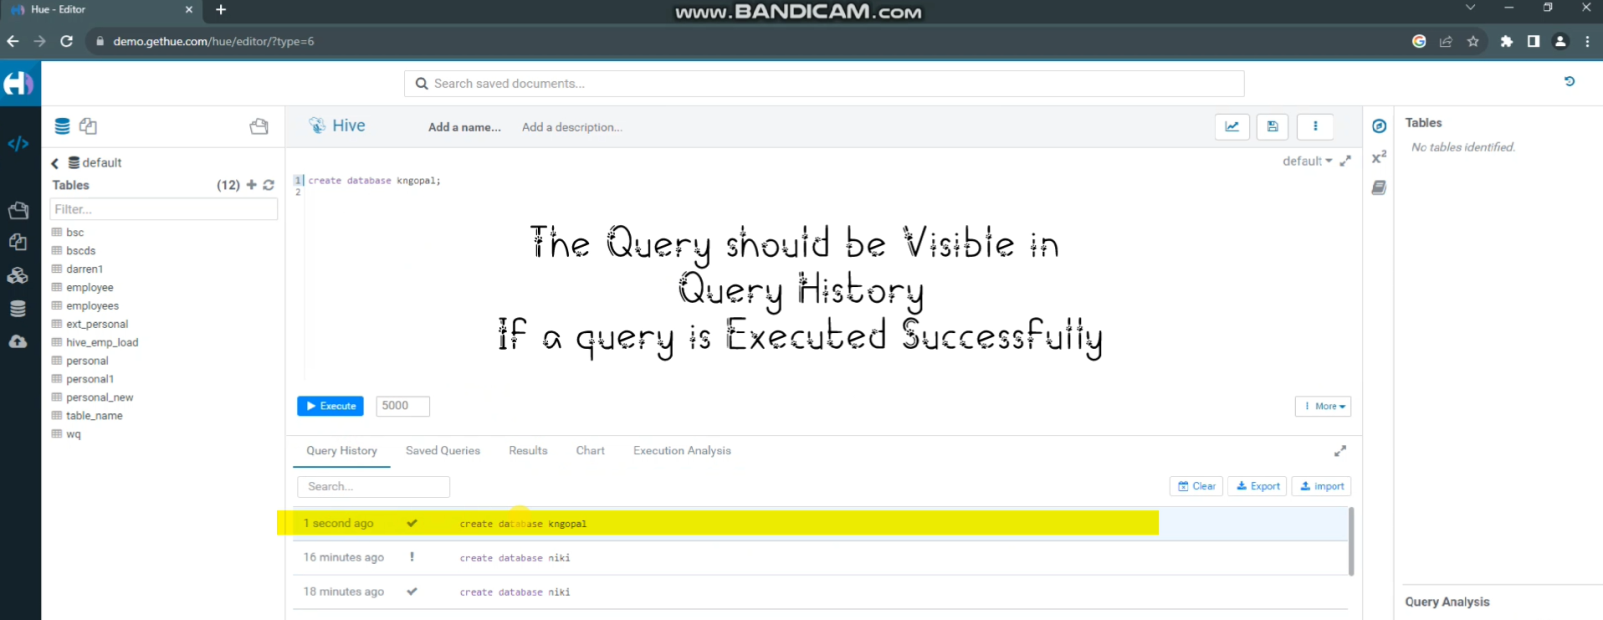 Hue - Editor
www.BANDICAM.com
demo.gethue.com/hue/editor/?type=6
Search saved documents...
Hive
Add a name...
Add a description...
Tables
No tables identified.
default
Tables
(12)
Filter...
default
1 create database kngopal;
2
bsc
bscds
darren1
employee
employees
ext_personal
hive_emp_load
personal
personal1
personal_new
table_name
wq
The Query should be Visible in
Query History
If a query is Executed Successfully
Execute
5000
More
Query History
Saved Queries
Results
Chart
Execution Analysis
Search...
Clear
Export
Import
1 second ago create database kngopal
16 minutes ago ! create database niki
18 minutes ago create database niki
Query Analysis
x²